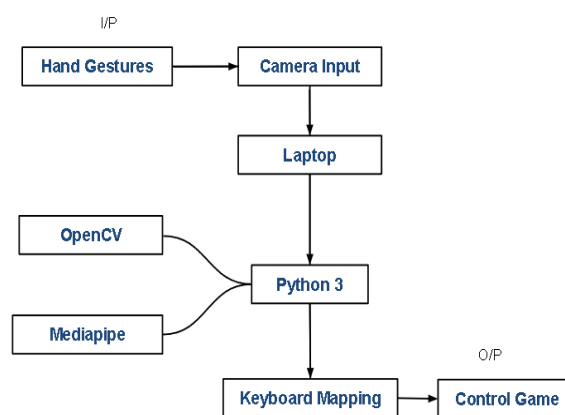 I/P
Hand Gestures
Camera Input
Laptop
OpenCV
Python 3
Mediapipe
O/P
Keyboard Mapping
Control Game